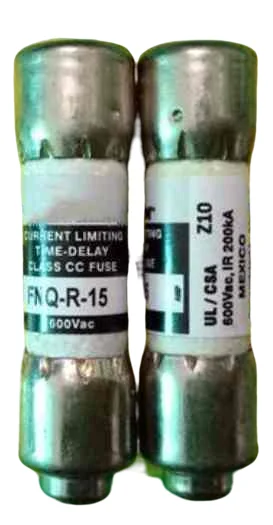 CURRENT LIMITING
TIME-DELAY
CLASS CC FUSE
FNQ-R-15
600Vac
Z10
UL / CSA
600Vac, IR 200kA
MEXICO